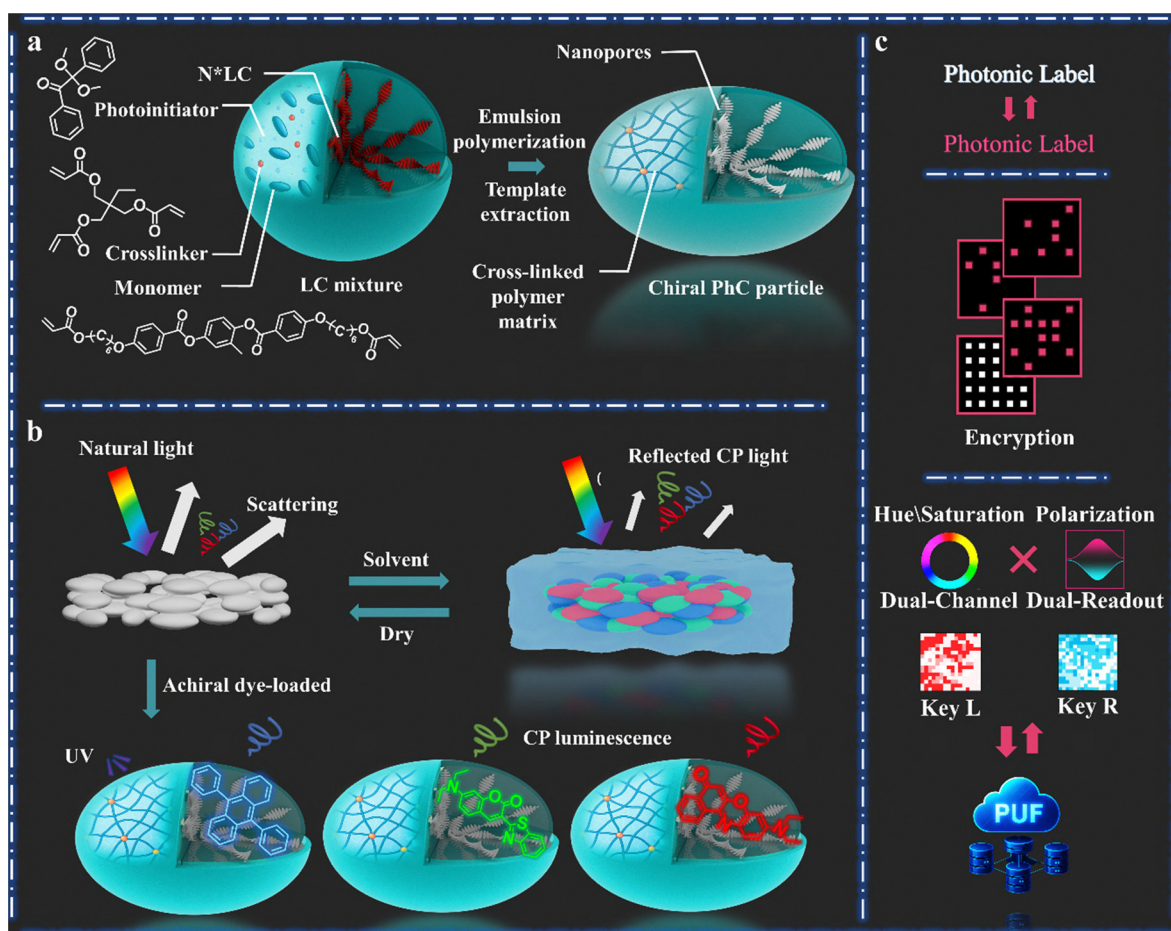 a
N*LC
Photoinitiator
Crosslinker
Monomer
LC mixture
Emulsion
polymerization
Template
extraction
Nanopores
Cross-linked
polymer
matrix
Chiral PhC particle
O
O
O
O
O
O
O
O
O
O
O
O
6
O
O
O
O
O
O
6
O
O
b
Natural light
Scattering
Solvent
Dry
Reflected CP light
(
Achiral dye-loaded
UV
CP luminescence
N
O
O
S
N
O
O
N
N
c
Photonic Label
Photonic Label
Encryption
Hue\Saturation
Polarization
Dual-Channel
Dual-Readout
Key L
Key R
PUF